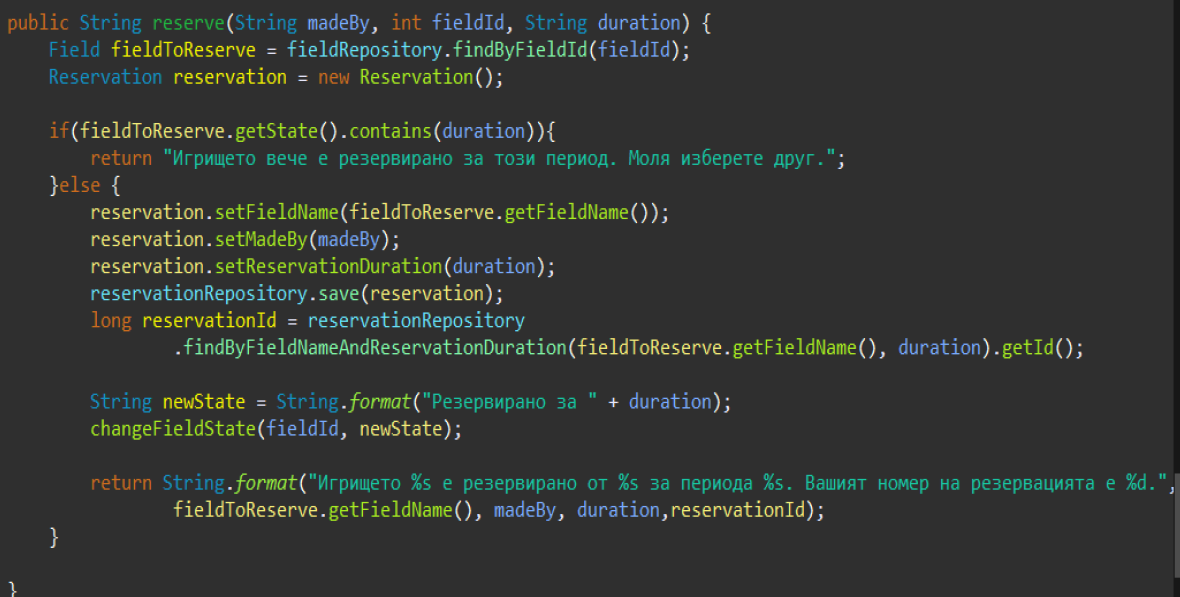 public String reserve(String madeBy, int fieldId, String duration) {
Field fieldToReserve = fieldRepository.findByFieldId(fieldId);
Reservation reservation = new Reservation();
if(fieldToReserve.getState().contains(duration)){
return "Игрището вече е резервирано за този период. Моля изберете друг.";
}else {
reservation.setFieldName(fieldToReserve.getFieldName());
reservation.setMadeBy(madeBy);
reservation.setReservationDuration(duration);
reservationRepository.save(reservation);
long reservationId = reservationRepository
.findByFieldNameAndReservationDuration(fieldToReserve.getFieldName(), duration).getId();
String newState = String.format("Резервирано за " + duration);
changeFieldState(fieldId, newState);
return String.format("Игрището %s е резервирано от %s за периода %s. Вашият номер на резервацията е %d.",
fieldToReserve.getFieldName(), madeBy, duration,reservationId);
}
}